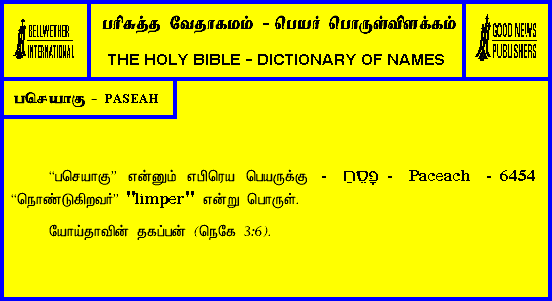 BELLWETHER
INTERNATIONAL
பரிசுத்த வேதாகமம் - பெயர் பொருள்விளக்கம்
THE HOLY BIBLE - DICTIONARY OF NAMES
GOOD NEWS
PUBLISHERS
பசெயாகு - PASEAH
“பசெயாகு” என்னும் எபிரெய பெயருக்கு - פָּסֵחַ - Paceach - 6454
“நொண்டுகிறவர்” "limper" என்று பொருள்.
யோய்தாவின் தகப்பன் (நெகே 3:6).